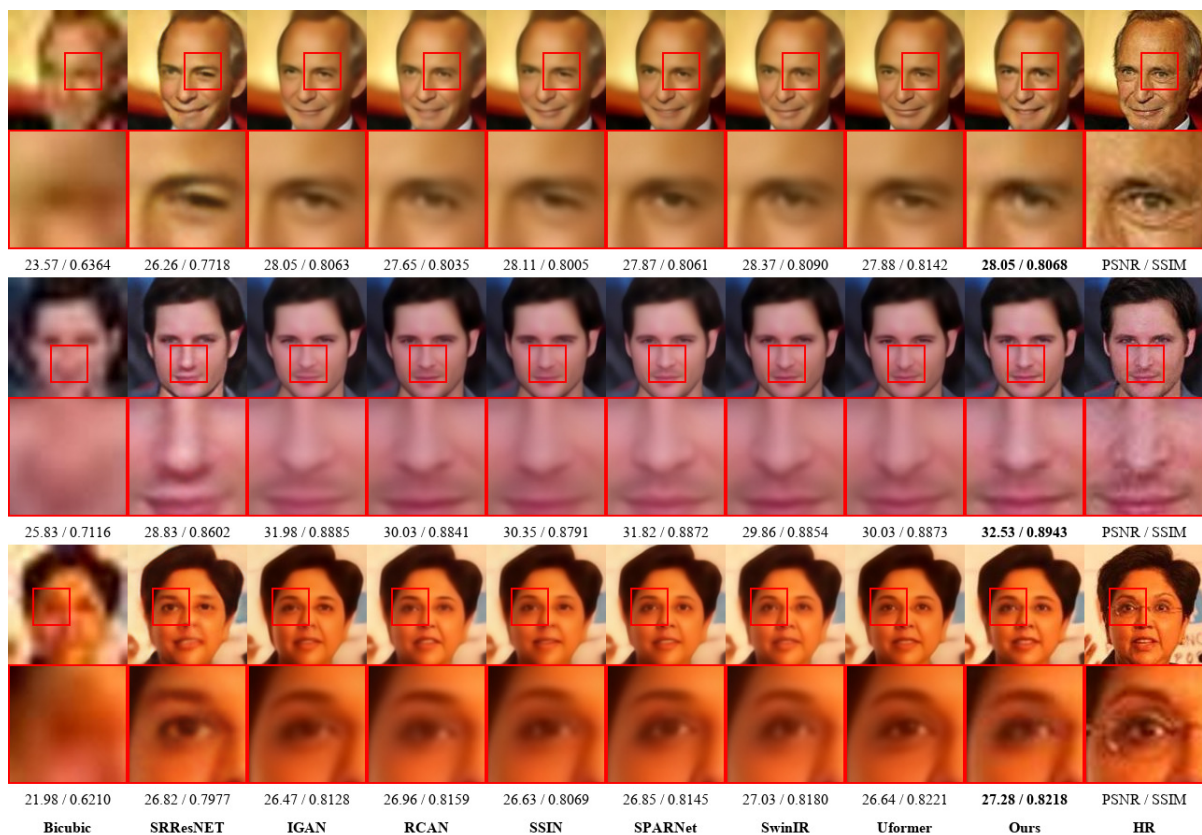 23.57 / 0.6364 26.26 / 0.7718 28.05 / 0.8063 27.65 / 0.8035 28.11 / 0.8005 27.87 / 0.8061 28.37 / 0.8090 27.88 / 0.8142 28.05 / 0.8068 PSNR / SSIM
25.83 / 0.7116 28.83 / 0.8602 31.98 / 0.8885 30.03 / 0.8841 30.35 / 0.8791 31.82 / 0.8872 29.86 / 0.8854 30.03 / 0.8873 32.53 / 0.8943 PSNR / SSIM
21.98 / 0.6210 26.82 / 0.7977 26.47 / 0.8128 26.96 / 0.8159 26.63 / 0.8069 26.85 / 0.8145 27.03 / 0.8180 26.64 / 0.8221 27.28 / 0.8218 PSNR / SSIM
Bicubic SRResNET IGAN RCAN SSIN SPARNet SwinIR Uformer Ours HR